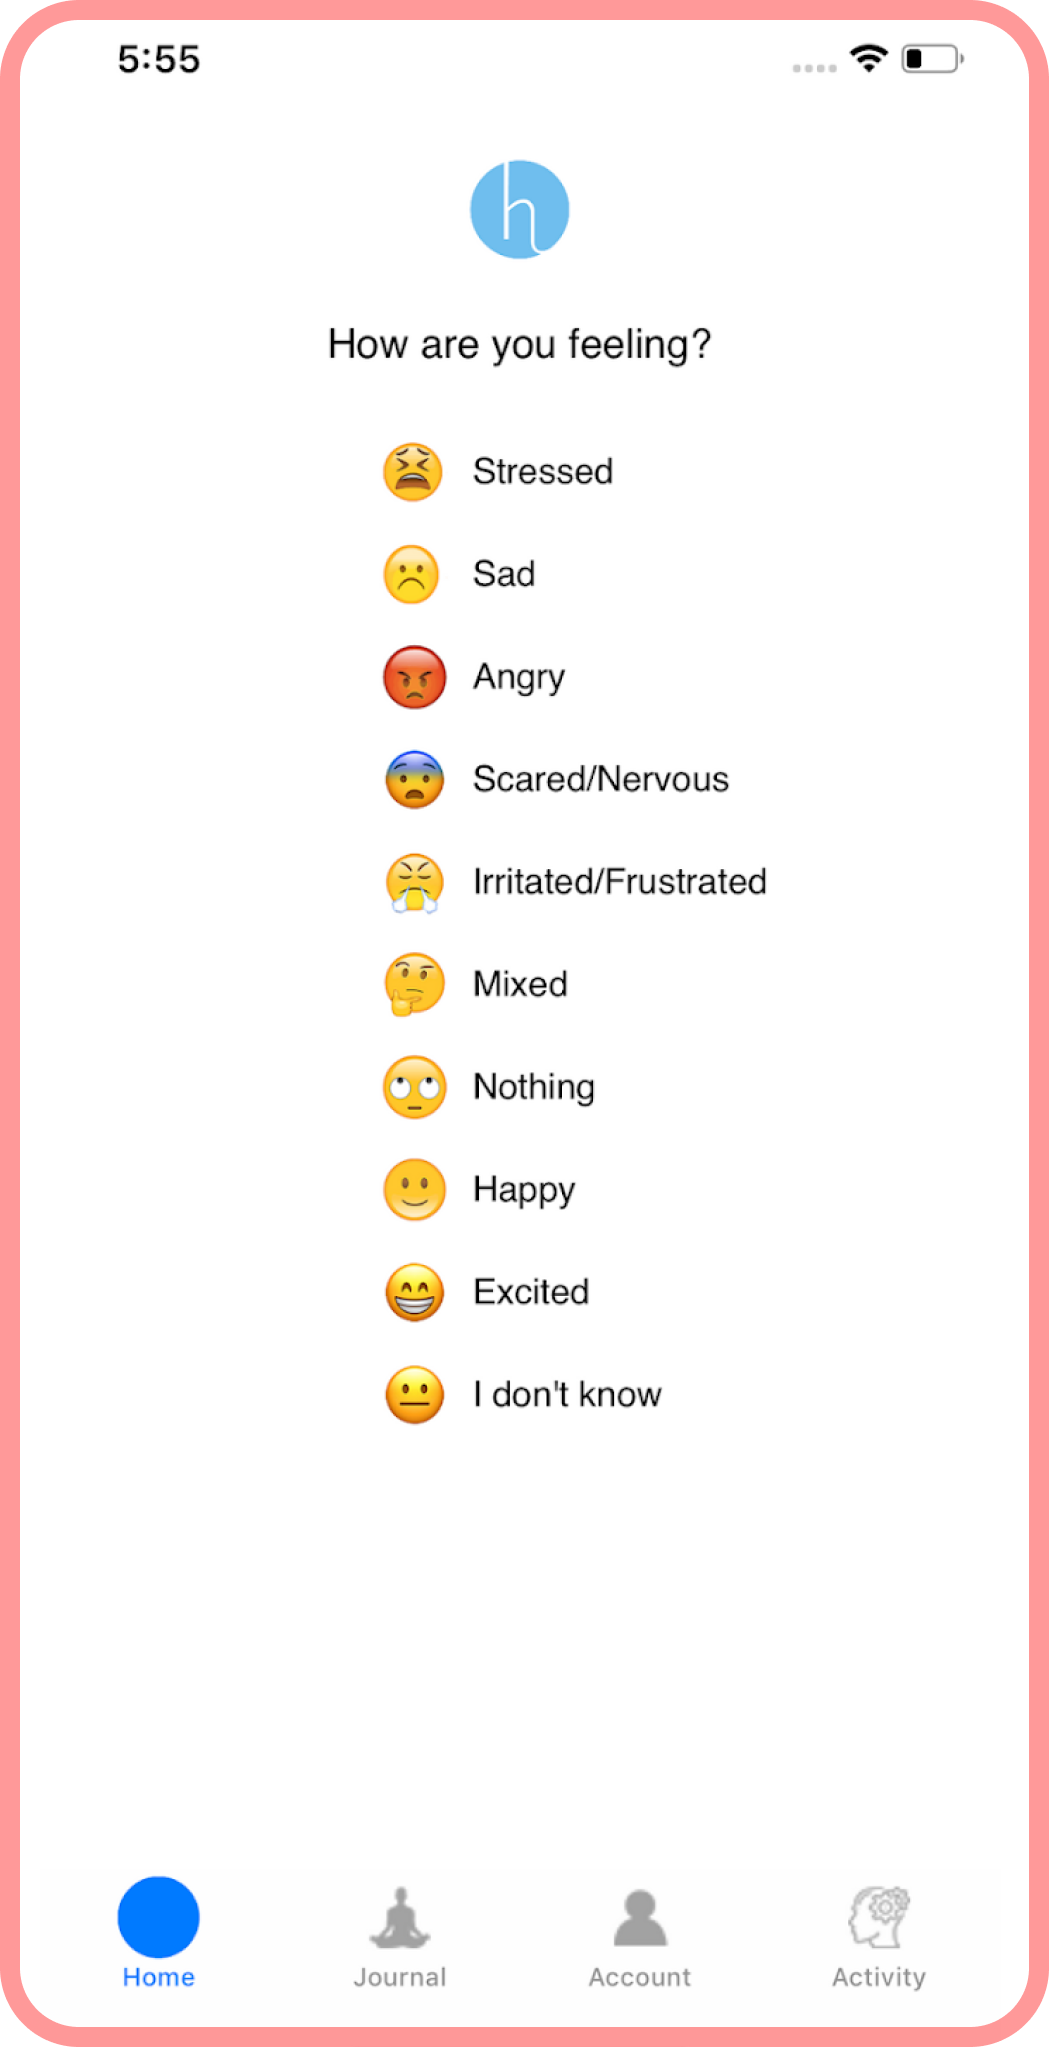 5:55
h
How are you feeling?
Stressed
Sad
Angry
Scared/Nervous
Irritated/Frustrated
Mixed
Nothing
Happy
Excited
I don't know
Home
Journal
Account
Activity